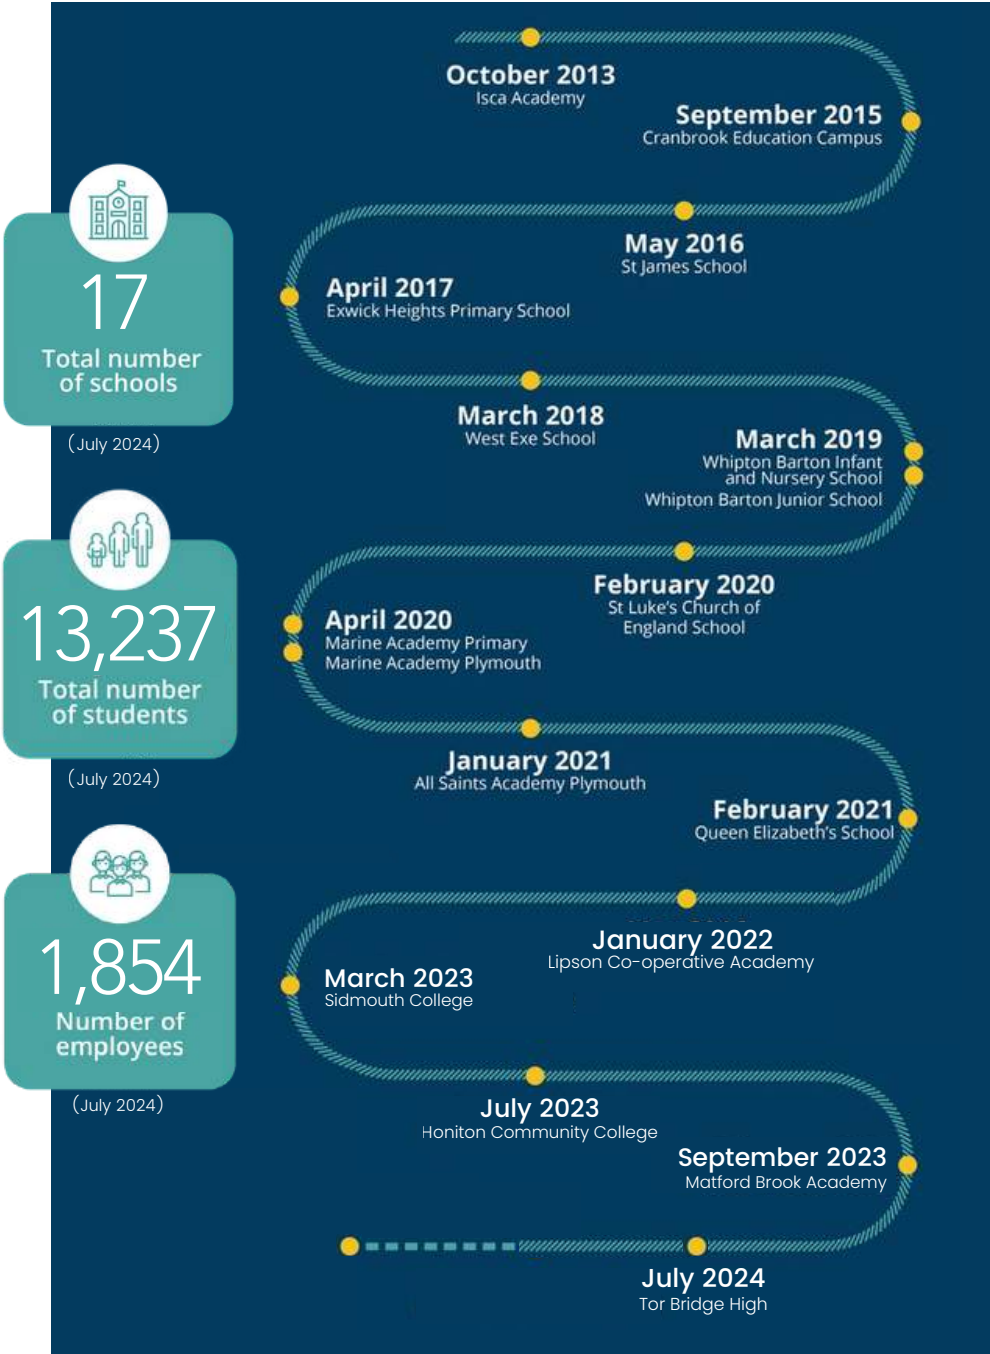 October 2013
Isca Academy
September 2015
Cranbrook Education Campus
May 2016
St James School
April 2017
Exwick Heights Primary School
March 2018
West Exe School
March 2019
Whipton Barton Infant
and Nursery School
Whipton Barton Junior School
February 2020
St Luke's Church of
England School
April 2020
Marine Academy Primary
Marine Academy Plymouth
January 2021
All Saints Academy Plymouth
February 2021
Queen Elizabeth's School
January 2022
Lipson Co-operative Academy
March 2023
Sidmouth College
July 2023
Honiton Community College
September 2023
Matford Brook Academy
July 2024
Tor Bridge High
17
Total number
of schools
(July 2024)
13,237
Total number
of students
(July 2024)
1,854
Number of
employees
(July 2024)